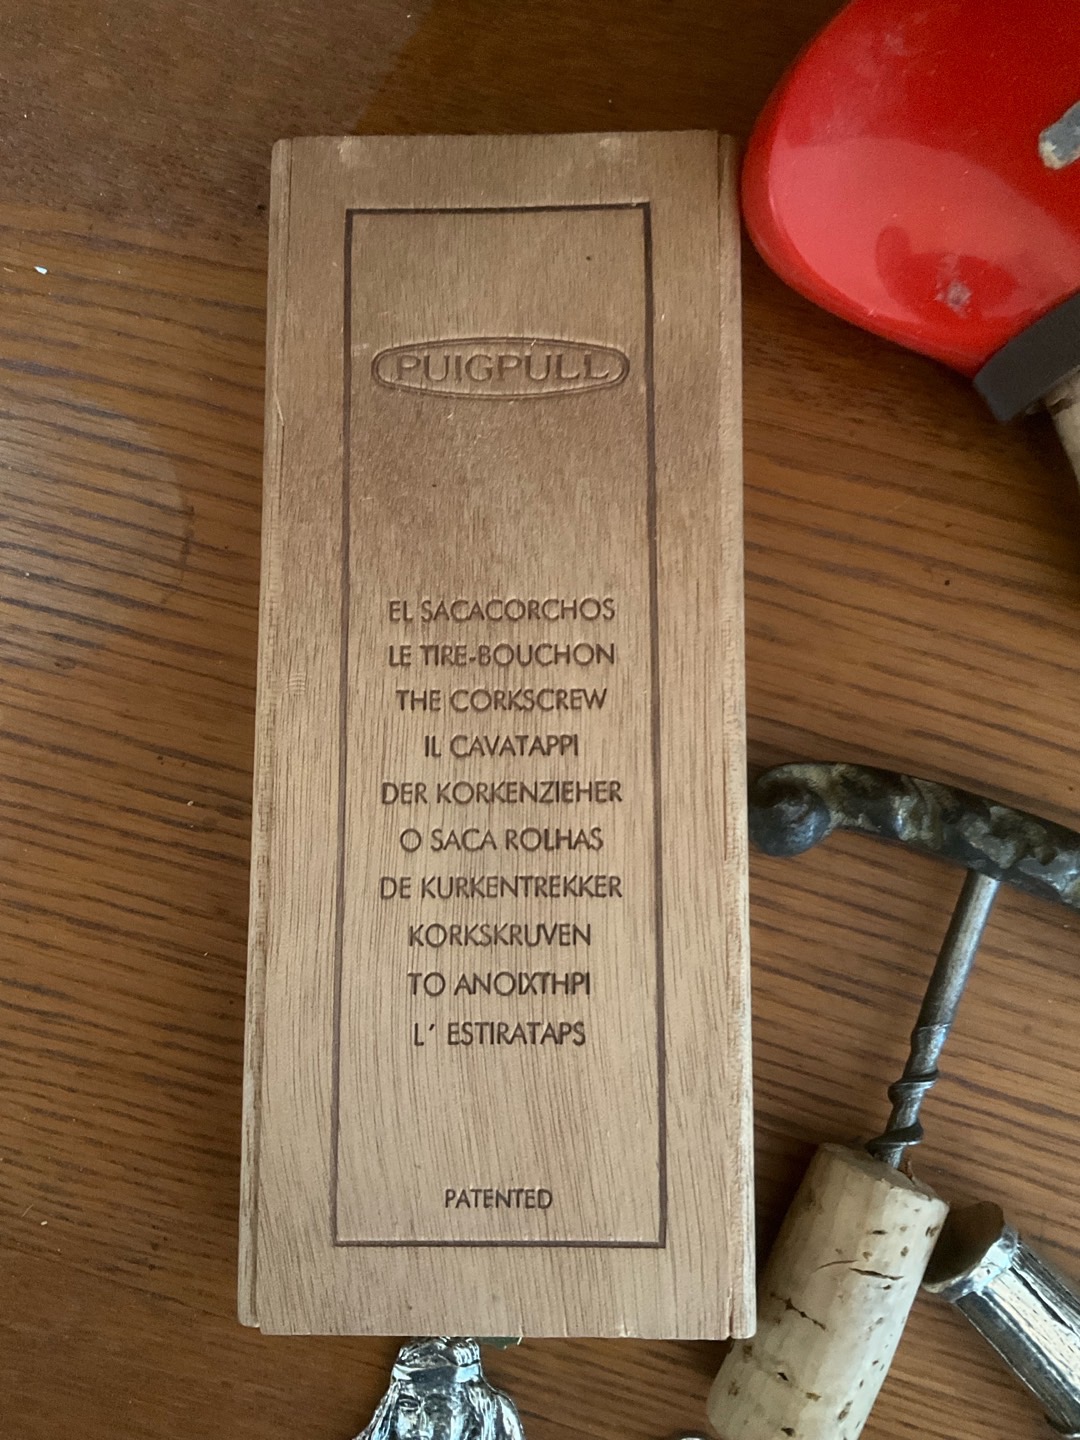 PUIGPULL
EL SACACORCHOS
LE TIRE-BOUCHON
THE CORKSCREW
IL CAVATAPPI
DER KORKENZIEHER
O SACA ROLHAS
DE KURKENTREKKER
KORKSKRUVEN
TO ANOIXTHPI
L´ ESTIRATAPS
PATENTED